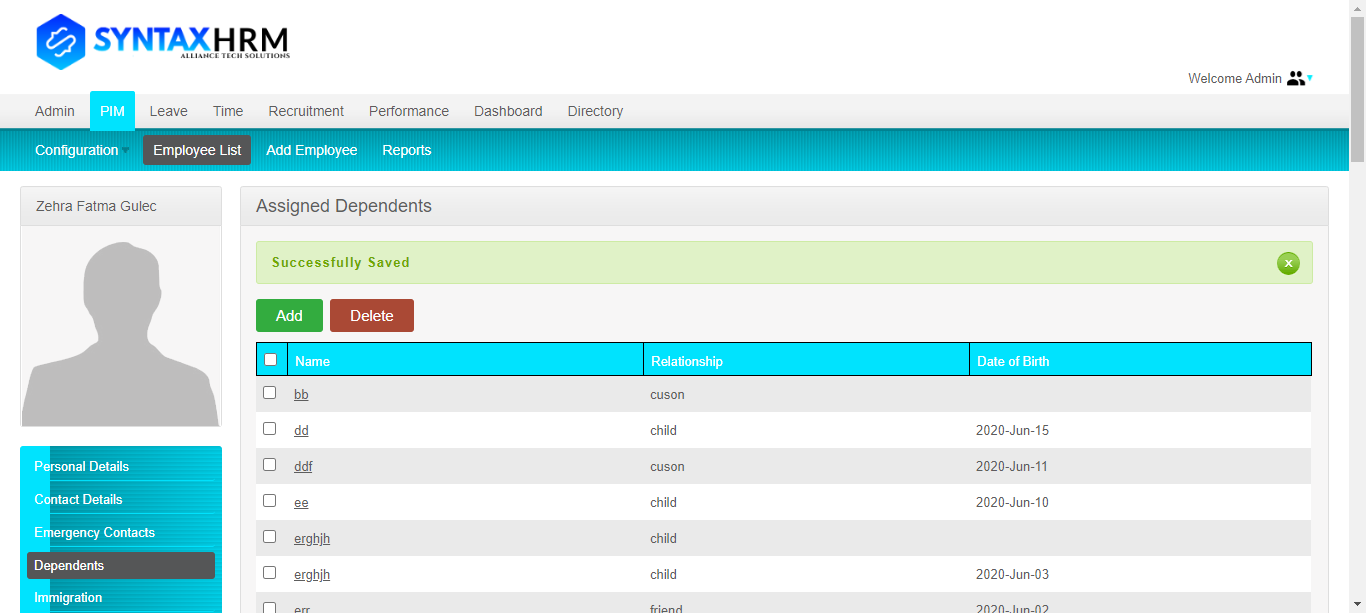 SYNTAXHRM
ALLIANCE TECH SOLUTIONS
Welcome Admin
Admin PIM Leave Time Recruitment Performance Dashboard Directory
Configuration Employee List Add Employee Reports
Zehra Fatma Gulec
Assigned Dependents
Successfully Saved x
Add Delete
Name Relationship Date of Birth
bb cuson
dd child 2020-Jun-15
ddf cuson 2020-Jun-11
ee child 2020-Jun-10
erghjh child
erghjh child 2020-Jun-03
err friend 2020-Jun-02
Personal Details
Contact Details
Emergency Contacts
Dependents
Immigration